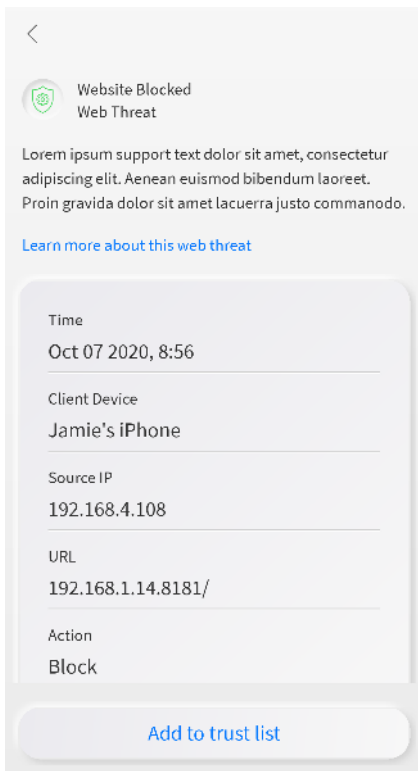 Website Blocked
Web Threat
Lorem ipsum support text dolor sit amet, consectetur
adipiscing elit. Aenean euismod bibendum laoreet.
Proin gravida dolor sit amet lacuerra justo commanodo.
Learn more about this web threat
Time
Oct 07 2020, 8:56
Client Device
Jamie's iPhone
Source IP
192.168.4.108
URL
192.168.1.14.8181/
Action
Block
Add to trust list